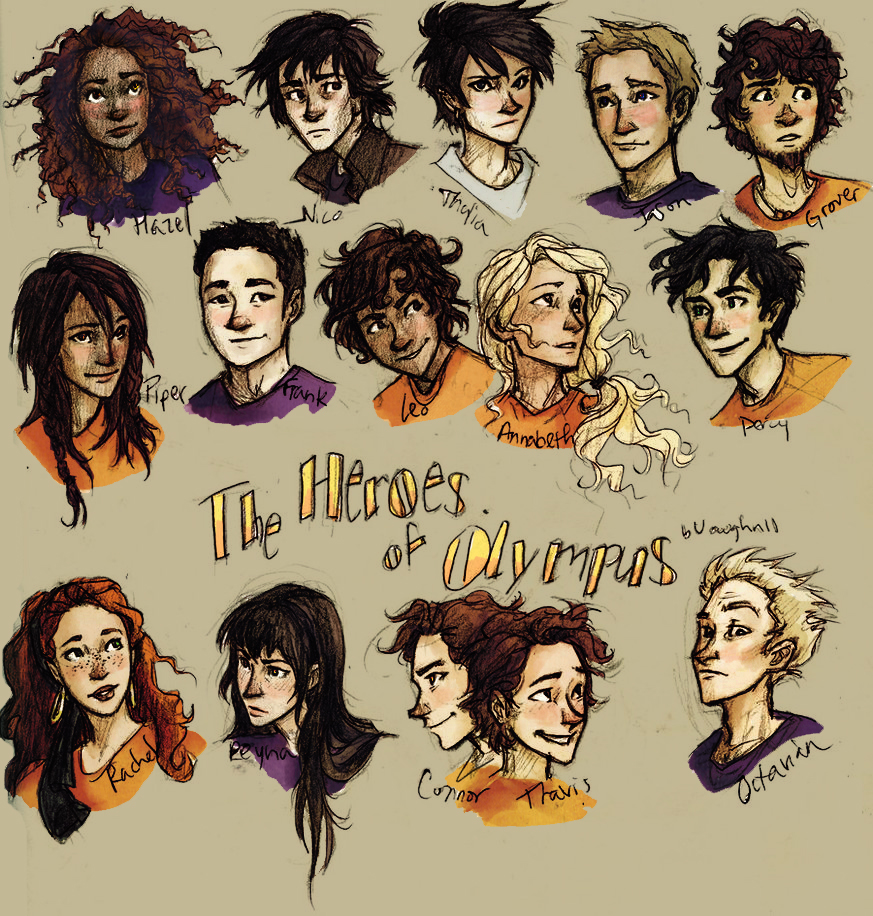 Hazel
Nico
Thalia
Jason
Grover
Piper
Frank
Leo
Annabeth
Percy
The Heroes
of Olympus
Rachel
Reyna
Connor
Travis
Octavian